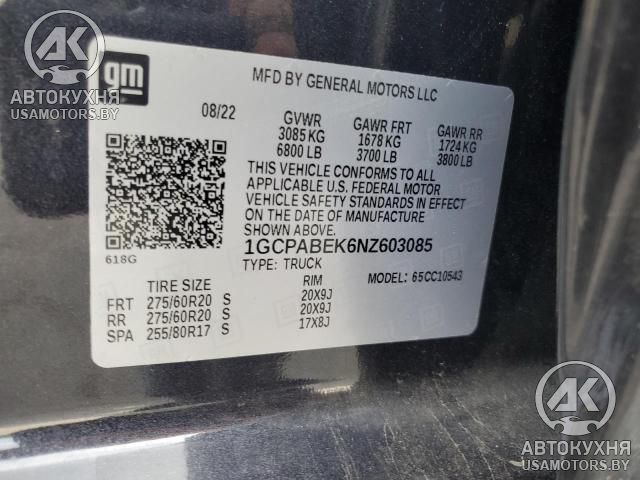 AK
АВТОКУХНЯ
USAMOTORS.BY
gm
MFD BY GENERAL MOTORS LLC
08/22
GVWR GAWR FRT GAWR RR
3085 KG 1678 KG 1724 KG
6800 LB 3700 LB 3800 LB
THIS VEHICLE CONFORMS TO ALL
APPLICABLE U.S. FEDERAL MOTOR
VEHICLE SAFETY STANDARDS IN EFFECT
ON THE DATE OF MANUFACTURE
SHOWN ABOVE.
1GCPABEK6NZ603085
618G
TYPE: TRUCK 65CC10543
TIRE SIZE RIM
FRT 275/60R20 S 20X9J
RR 275/60R20 S 20X9J
SPA 255/80R17 S 17X8J
AK
АВТОКУХНЯ
USAMOTORS.BY